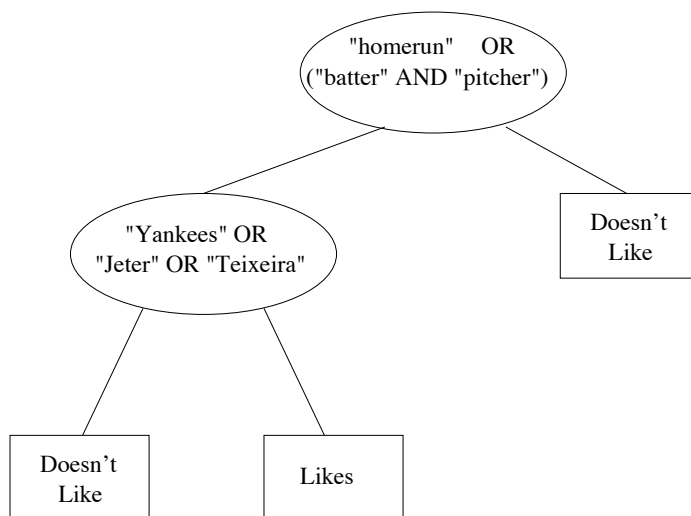 "homerun" OR
("batter" AND "pitcher")
"Yankees" OR
"Jeter" OR "Teixeira"
Doesn't
Like
Doesn't
Like
Likes